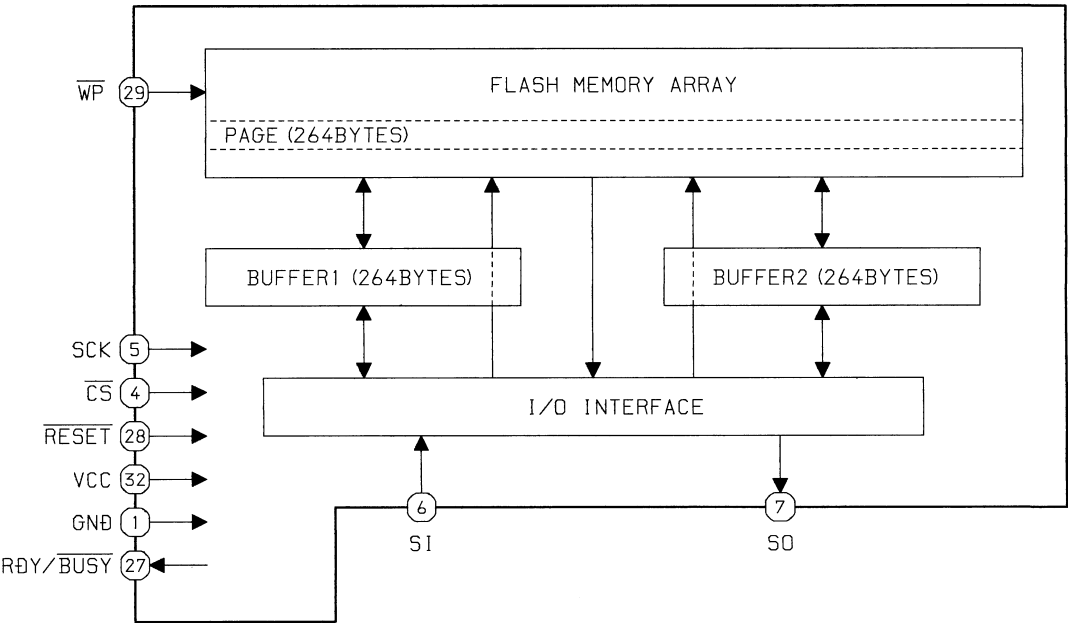 FLASH MEMORY ARRAY
WP 29
PAGE (264BYTES)
BUFFER1 (264BYTES)
BUFFER2 (264BYTES)
SCK 5
CS 4
I/O INTERFACE
RESET 28
VCC 32
GND 1
6
7
SI
SO
RDY/BUSY 27